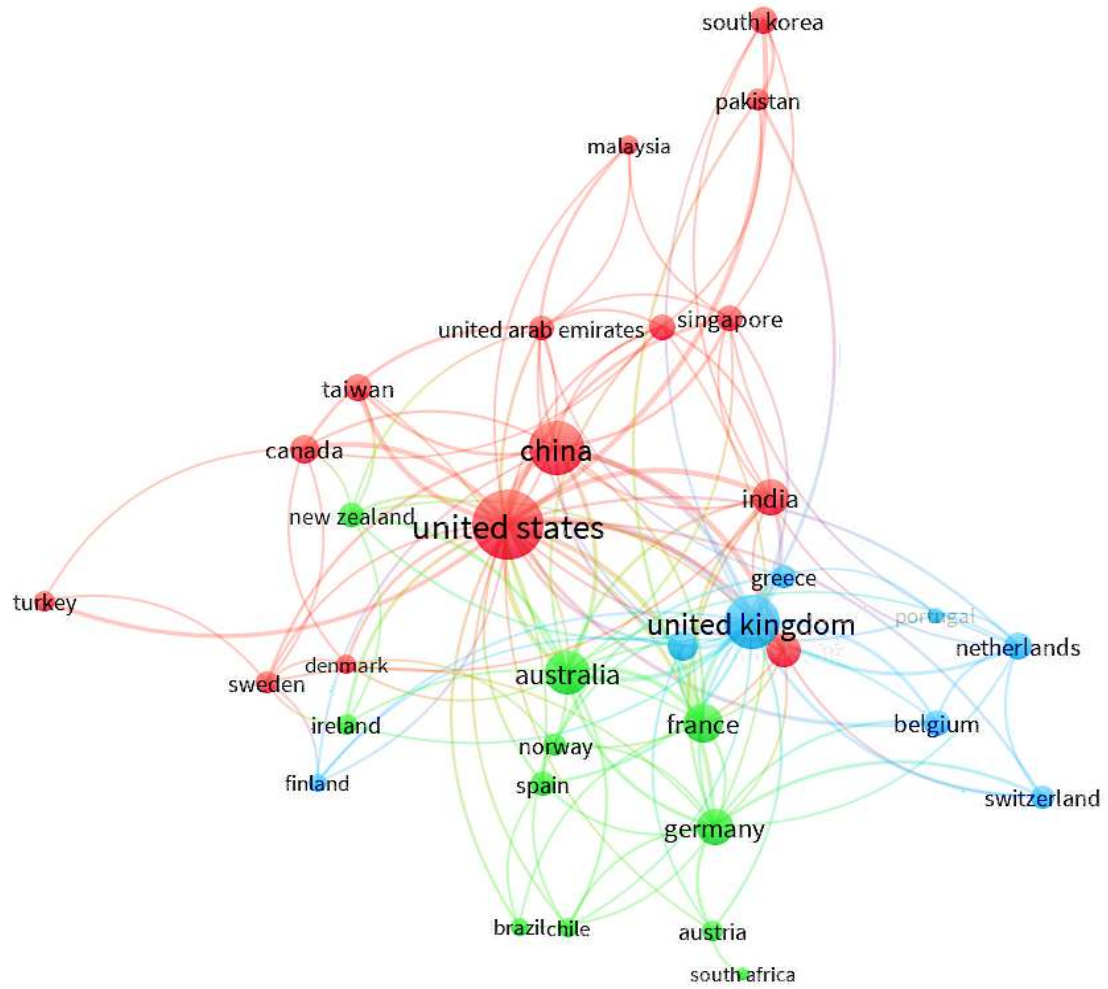 south korea
pakistan
malaysia
united arab emirates
singapore
taiwan
canada
china
india
new zealand
united states
greece
turkey
portugal
united kingdom
netherlands
denmark
australia
sweden
ireland
france
belgium
norway
finland
spain
switzerland
germany
brazil
chile
austria
south africa